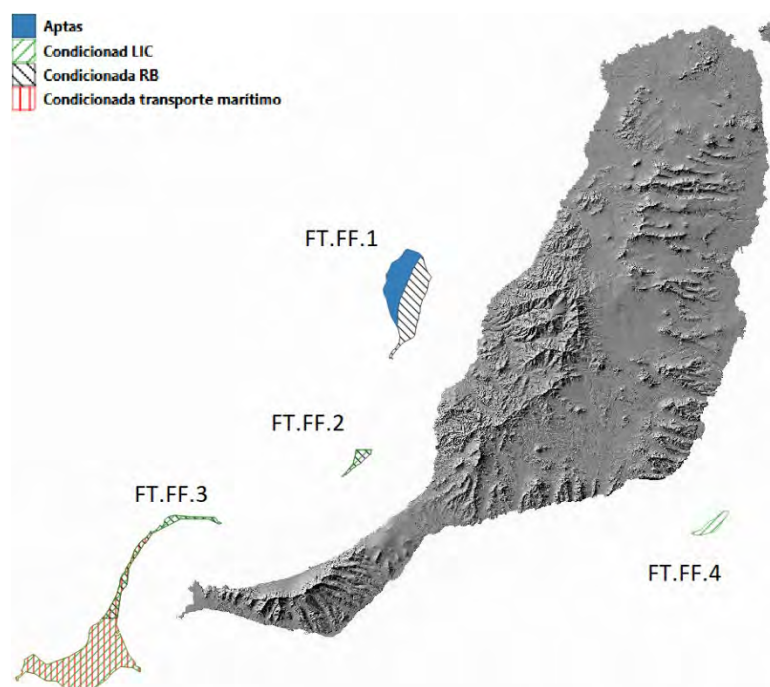 Aptas
Condicionad LIC
Condicionada RB
Condicionada transporte marítimo
FT.FF.1
FT.FF.2
FT.FF.3
FT.FF.4